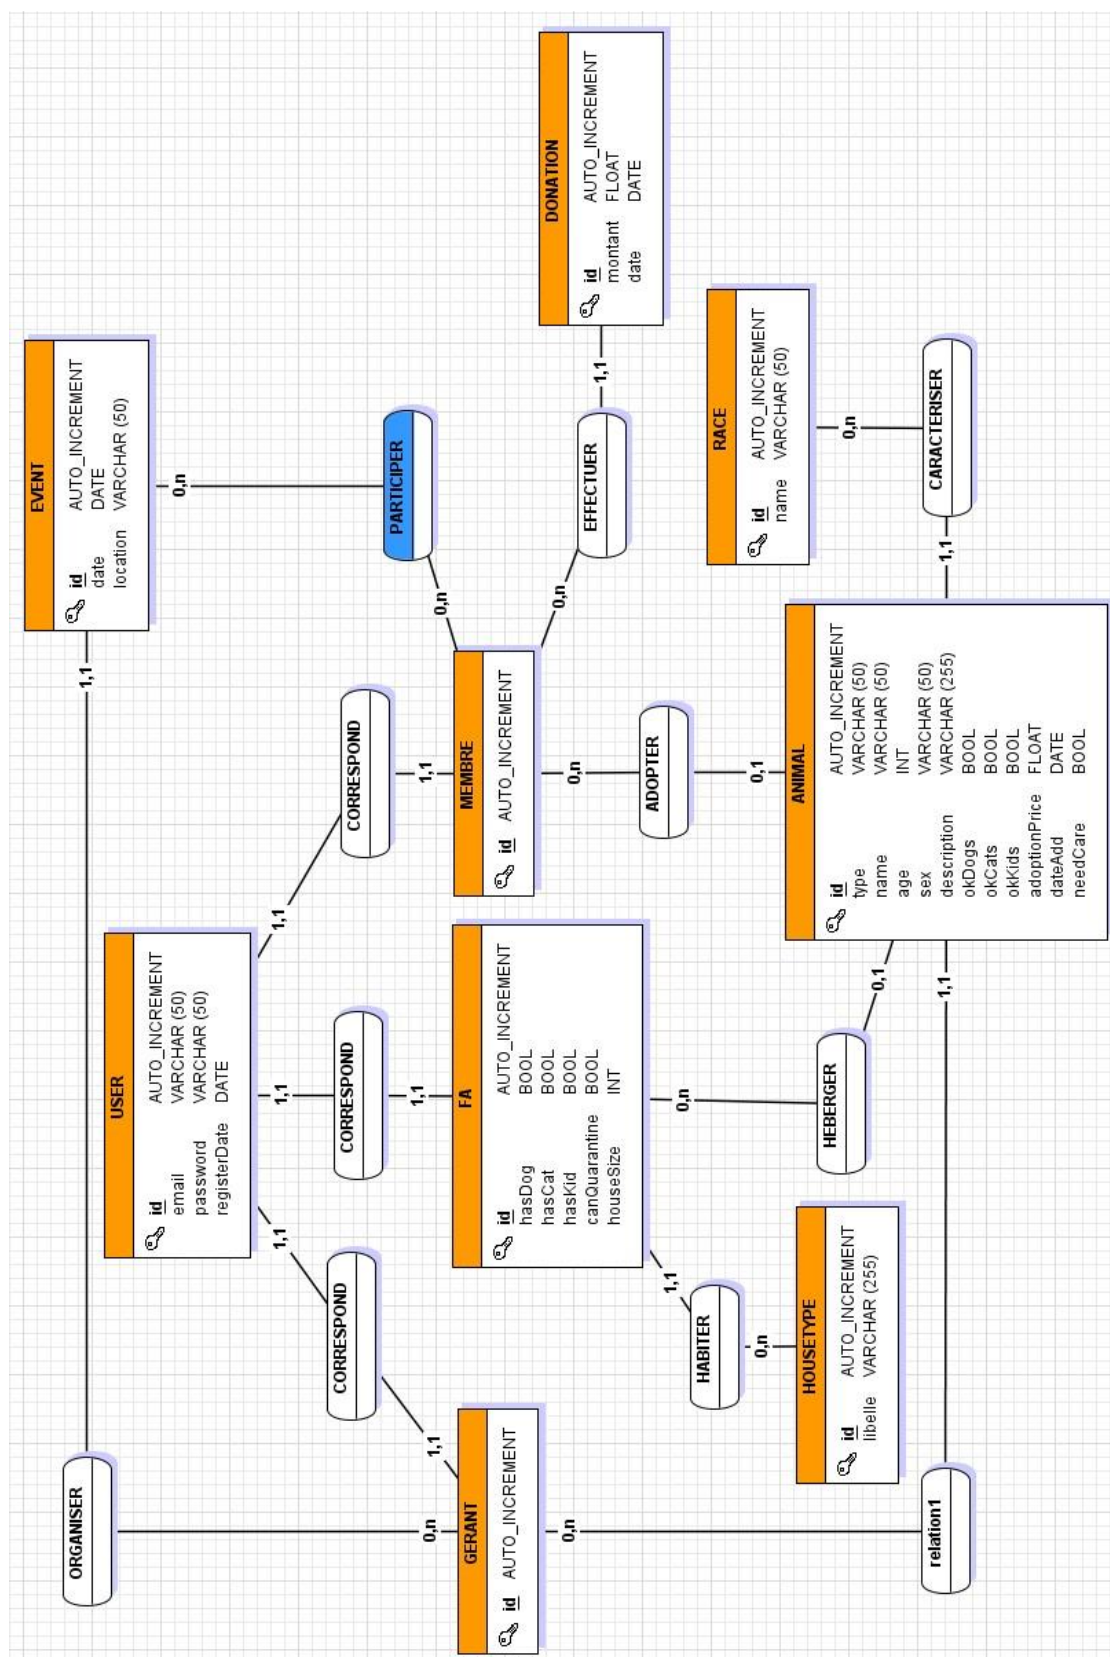 ORGANISER
1,1
EVENT
id AUTO_INCREMENT
date DATE
location VARCHAR (50)
0,n
USER
id AUTO_INCREMENT
email VARCHAR (50)
password VARCHAR (50)
registerDate DATE
1,1
1,1
1,1
CORRESPOND
CORRESPOND
CORRESPOND
PARTICIPER
1,1
1,1
1,1
0,n
0,n
GERANT
id AUTO_INCREMENT
0,n
FA
id AUTO_INCREMENT
hasDog BOOL
hasCat BOOL
hasKid BOOL
canQuarantine BOOL
houseSize INT
MEMBRE
id AUTO_INCREMENT
0,n
0,n
EFFECTUER
1,1
DONATION
id AUTO_INCREMENT
montant FLOAT
date DATE
1,1
HABITER
0,n
HOUSETYPE
id AUTO_INCREMENT
libelle VARCHAR (255)
0,n
HEBERGER
0,1
ADOPTER
0,1
RACE
id AUTO_INCREMENT
name VARCHAR (50)
0,n
CARACTERISER
1,1
ANIMAL
id AUTO_INCREMENT
type VARCHAR (50)
name VARCHAR (50)
age INT
sex VARCHAR (50)
description VARCHAR (255)
okDogs BOOL
okCats BOOL
okKids BOOL
adoptionPrice FLOAT
dateAdd DATE
needCare BOOL
relation1
1,1